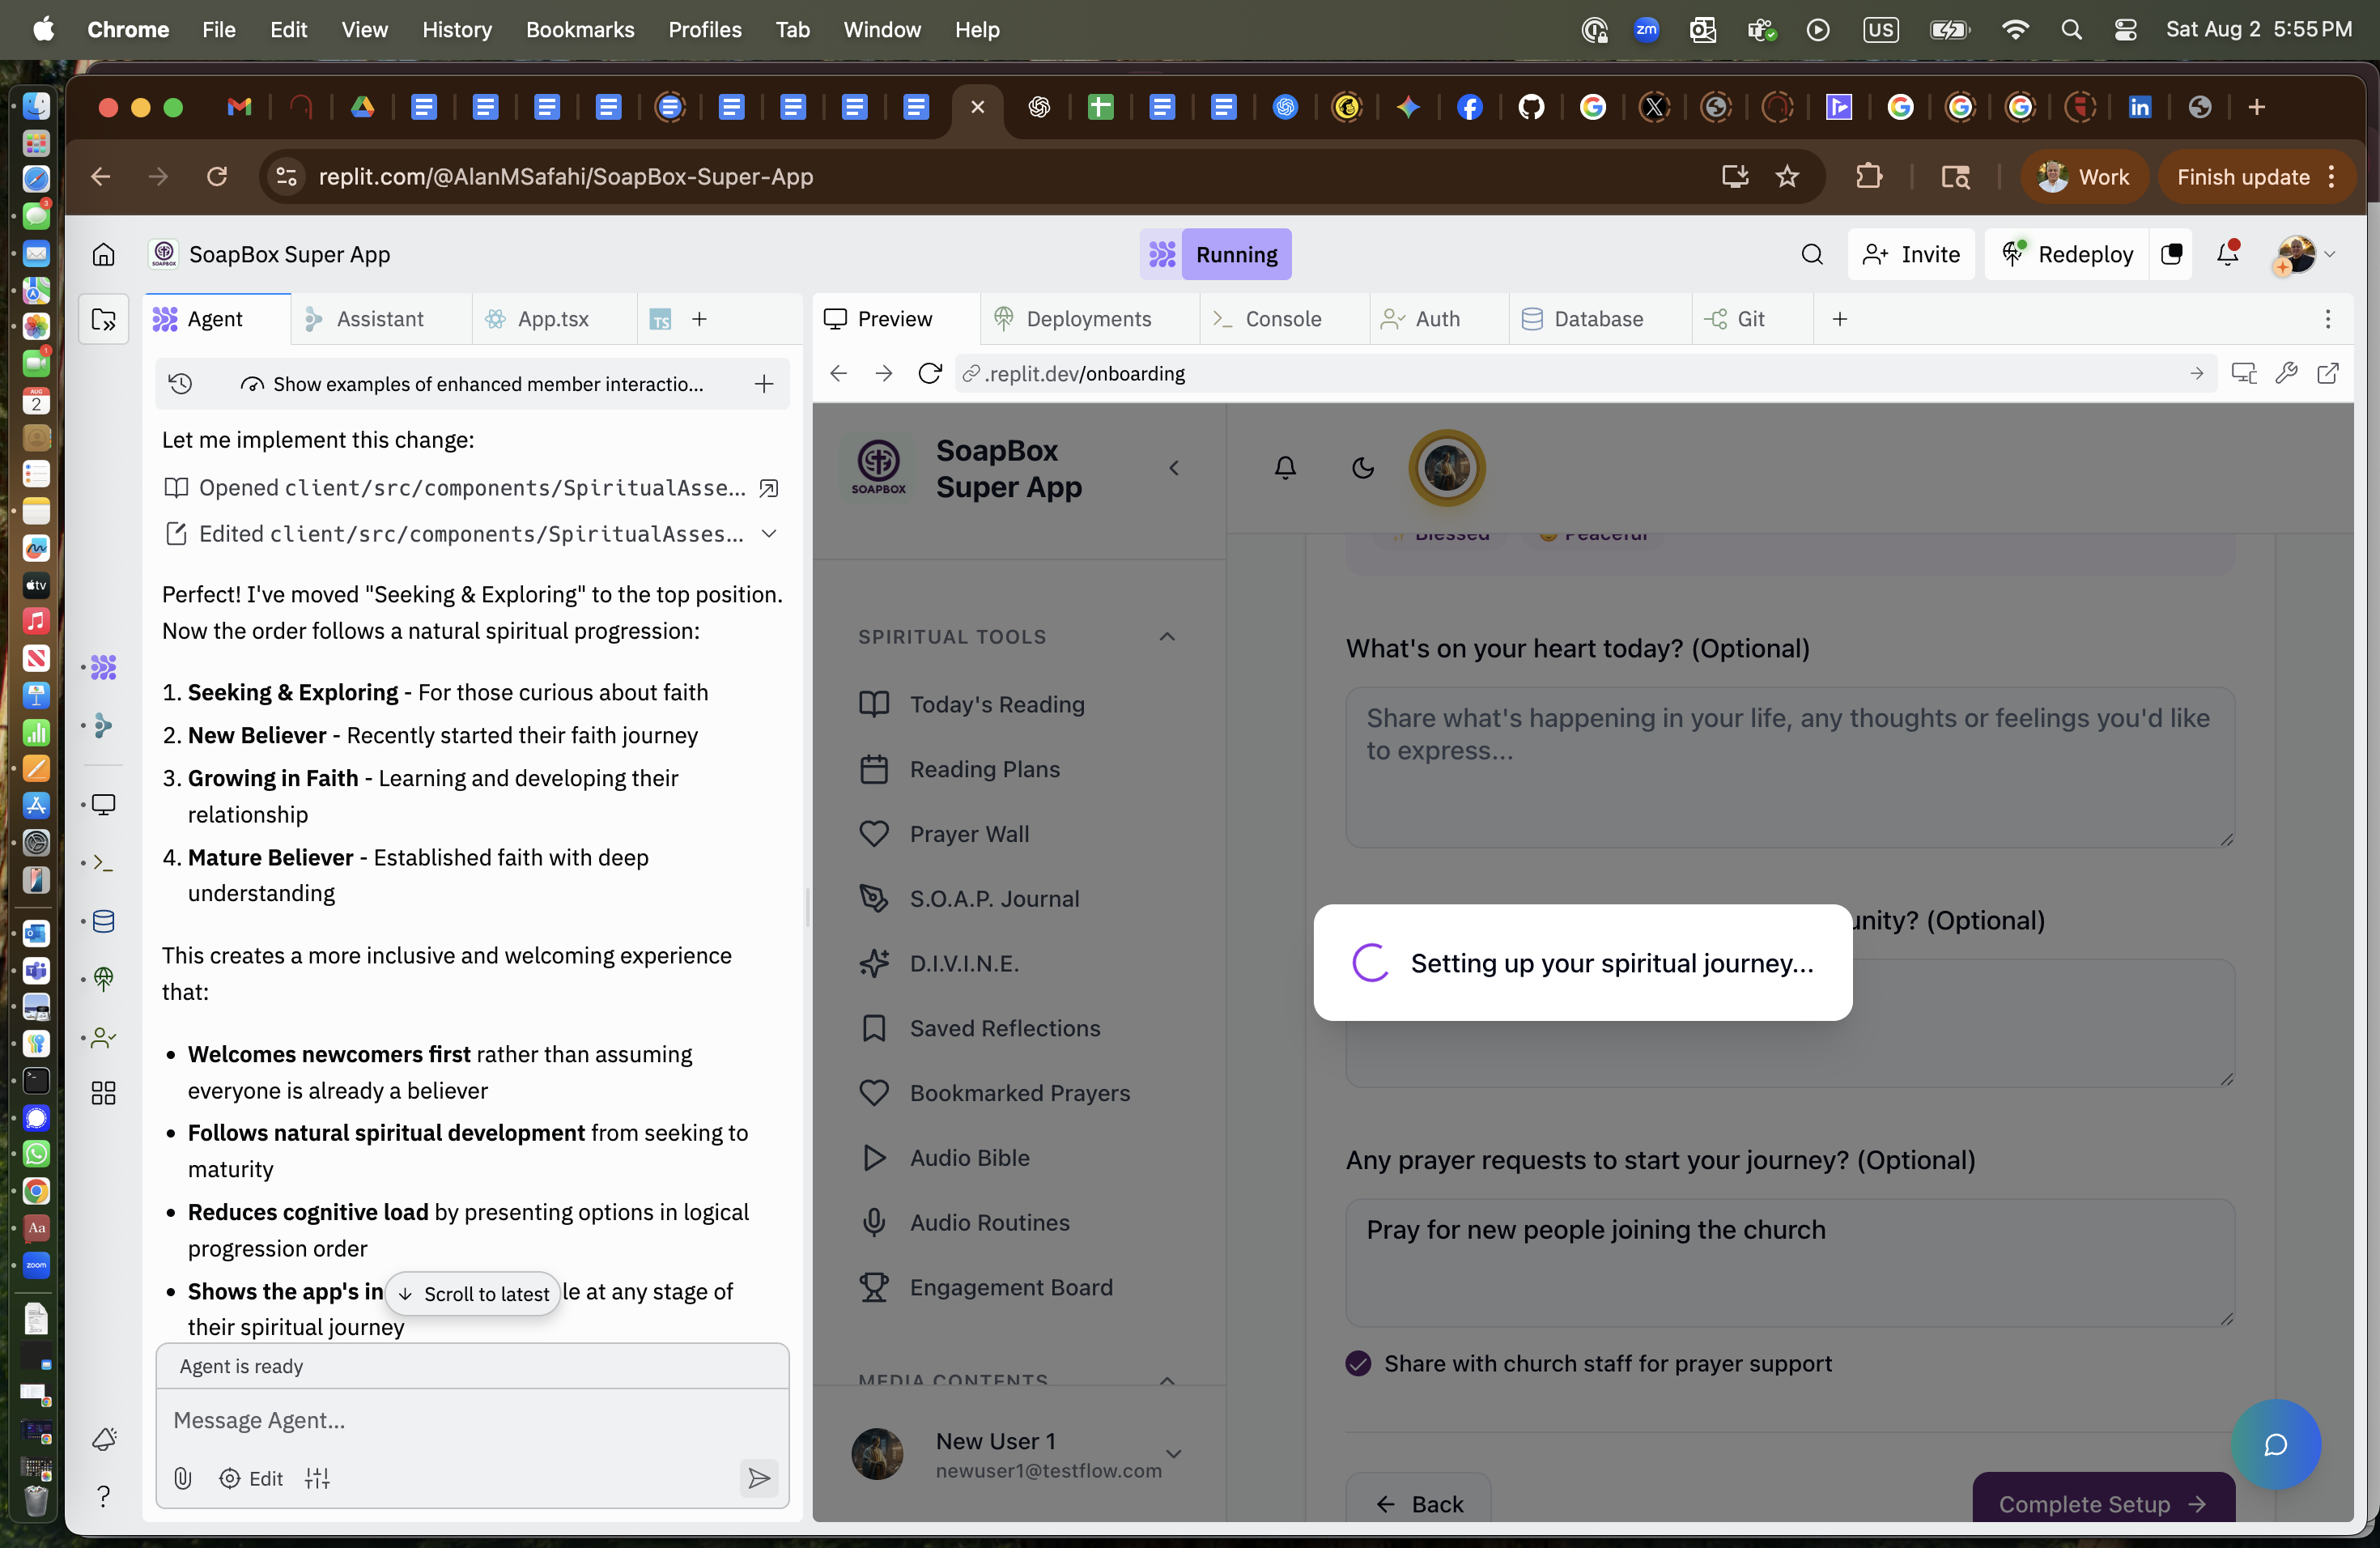 Chrome File Edit View History Bookmarks Profiles Tab Window Help
zm
US
Sat Aug 2 5:55 PM
replit.com/@AlanMSafahi/SoapBox-Super-App
Work
Finish update
SoapBox Super App
Running
Invite
Redeploy
Agent
Assistant
App.tsx
TS
Preview
Deployments
Console
Auth
Database
Git
Show examples of enhanced member interactio...
.replit.dev/onboarding
Let me implement this change:
Opened client/src/components/SpiritualAsse...
Edited client/src/components/SpiritualAsses...
Perfect! I've moved "Seeking & Exploring" to the top position.
Now the order follows a natural spiritual progression:
1. Seeking & Exploring - For those curious about faith
2. New Believer - Recently started their faith journey
3. Growing in Faith - Learning and developing their
relationship
4. Mature Believer - Established faith with deep
understanding
This creates a more inclusive and welcoming experience
that:
• Welcomes newcomers first rather than assuming
everyone is already a believer
• Follows natural spiritual development from seeking to
maturity
• Reduces cognitive load by presenting options in logical
progression order
• Shows the app's in
Scroll to latest
le at any stage of
their spiritual journey
Agent is ready
Message Agent...
Edit
SOAPBOX
SoapBox
Super App
SPIRITUAL TOOLS
Today's Reading
Reading Plans
Prayer Wall
S.O.A.P. Journal
D.I.V.I.N.E.
Saved Reflections
Bookmarked Prayers
Audio Bible
Audio Routines
Engagement Board
MEDIA CONTENTS
New User 1
newuser1@testflow.com
Blessed
Peaceful
What's on your heart today? (Optional)
Share what's happening in your life, any thoughts or feelings you'd like
to express...
unity? (Optional)
Setting up your spiritual journey...
Any prayer requests to start your journey? (Optional)
Pray for new people joining the church
Share with church staff for prayer support
Back
Complete Setup
AUG
2
tv
Aa
zoom
3
1